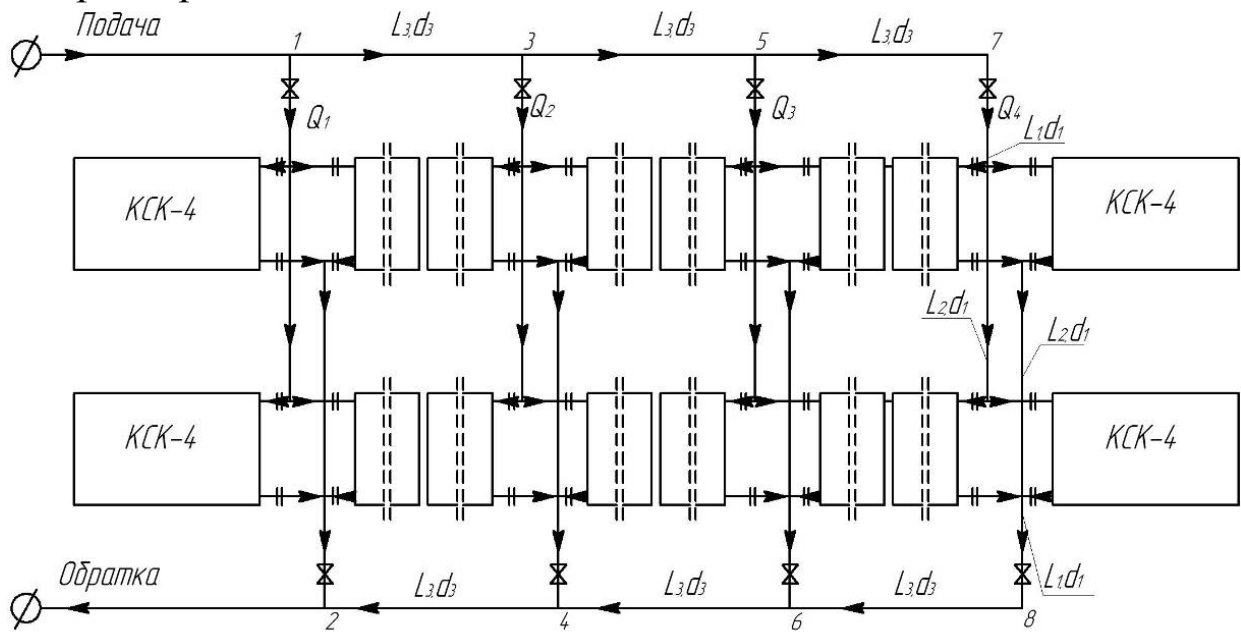 Подача 1 L₃,d₃ 3 L₃,d₃ 5 L₃,d₃ 7
Q₁ Q₂ Q₃ Q₄
L₁,d₁
КСК-4 КСК-4
L₂,d₁
L₂,d₁
КСК-4 КСК-4
Обратка 2 L₃,d₃ 4 L₃,d₃ 6 L₃,d₃ 8
L₁,d₁